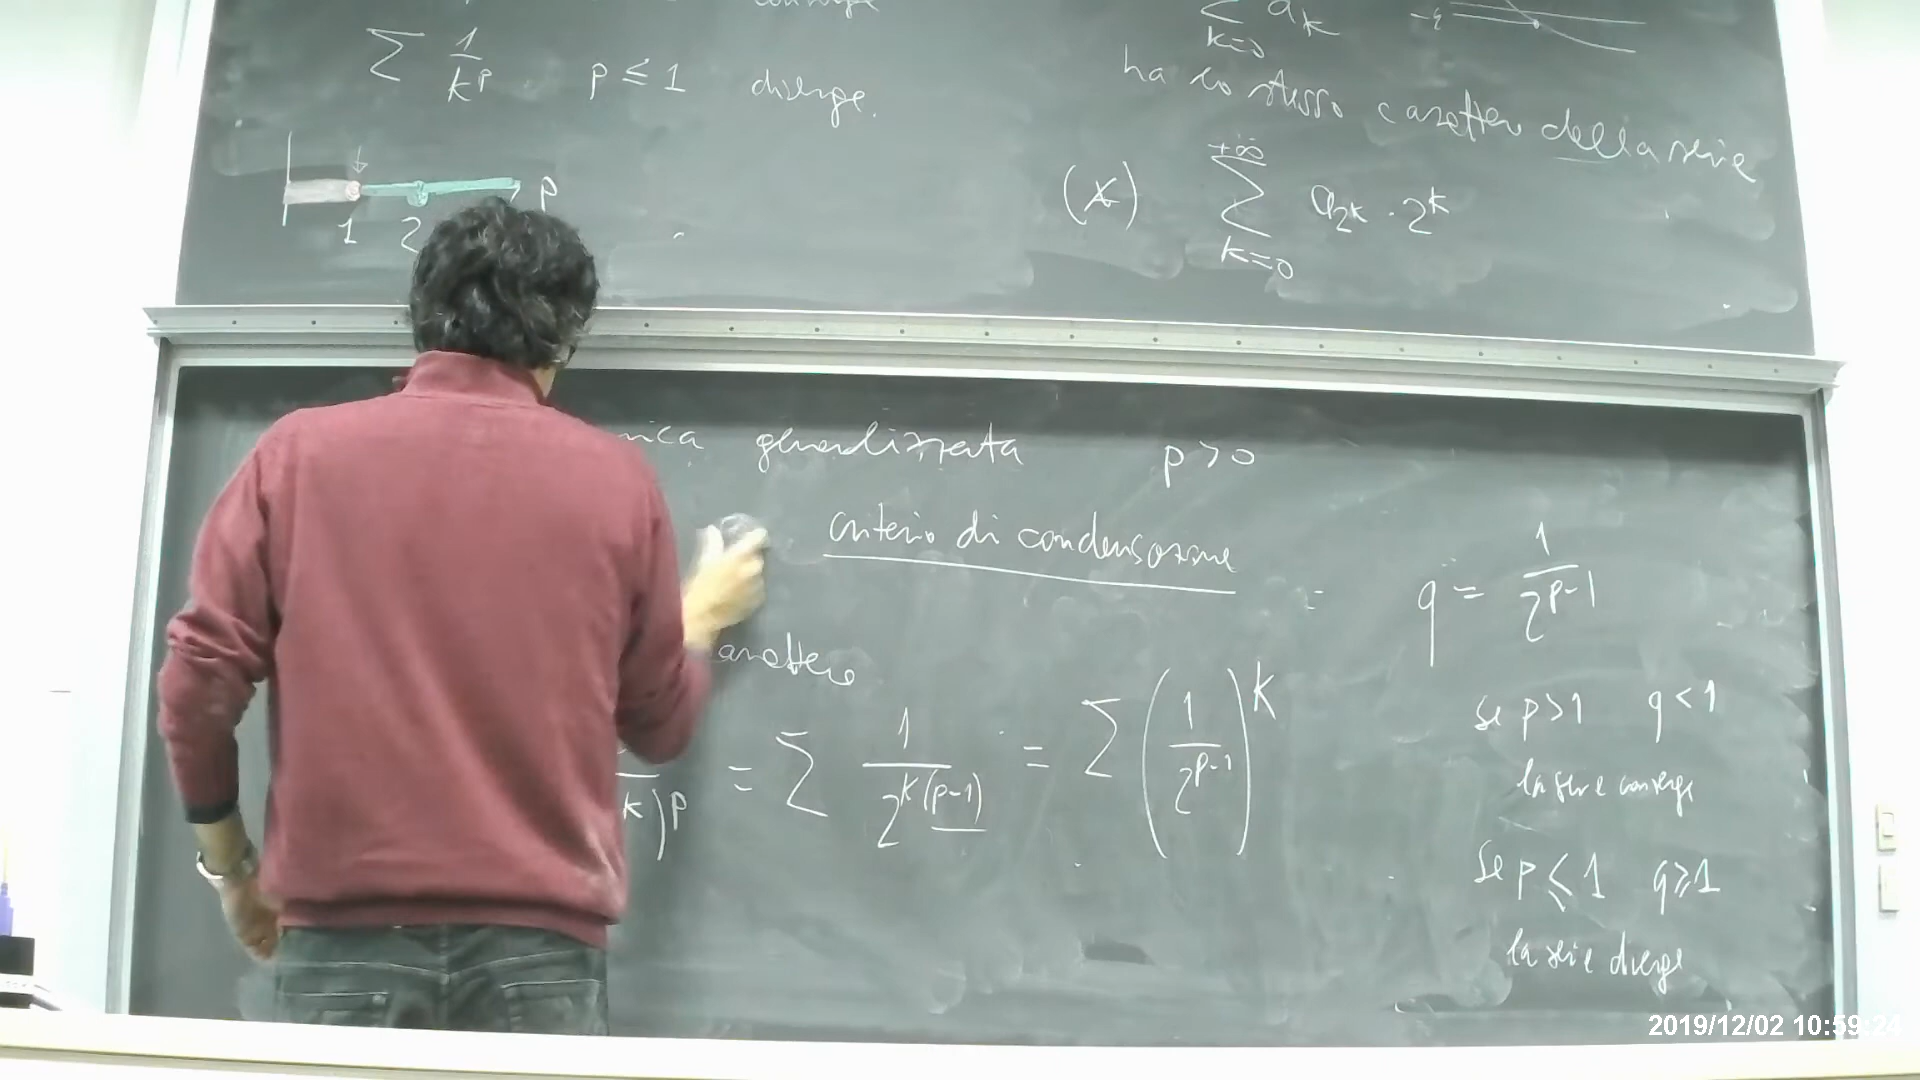 ∑ 1/k^p p ≤ 1 diverge.
1 2 p
∑ k=0 a_k
ha lo stesso carattere della serie
(*) +∞ ∑ k=0 a_{2^k} · 2^k
nica generalizzata p > 0
criterio di condensazione
arattere
k)^p = ∑ 1/2^{k(p-1)} = ∑ (1/2^{p-1})^k
q = 1/2^{p-1}
se p>1 q<1
la serie converge
Se p ≤ 1 q ≥ 1
la serie diverge
2019/12/02 10:59:24